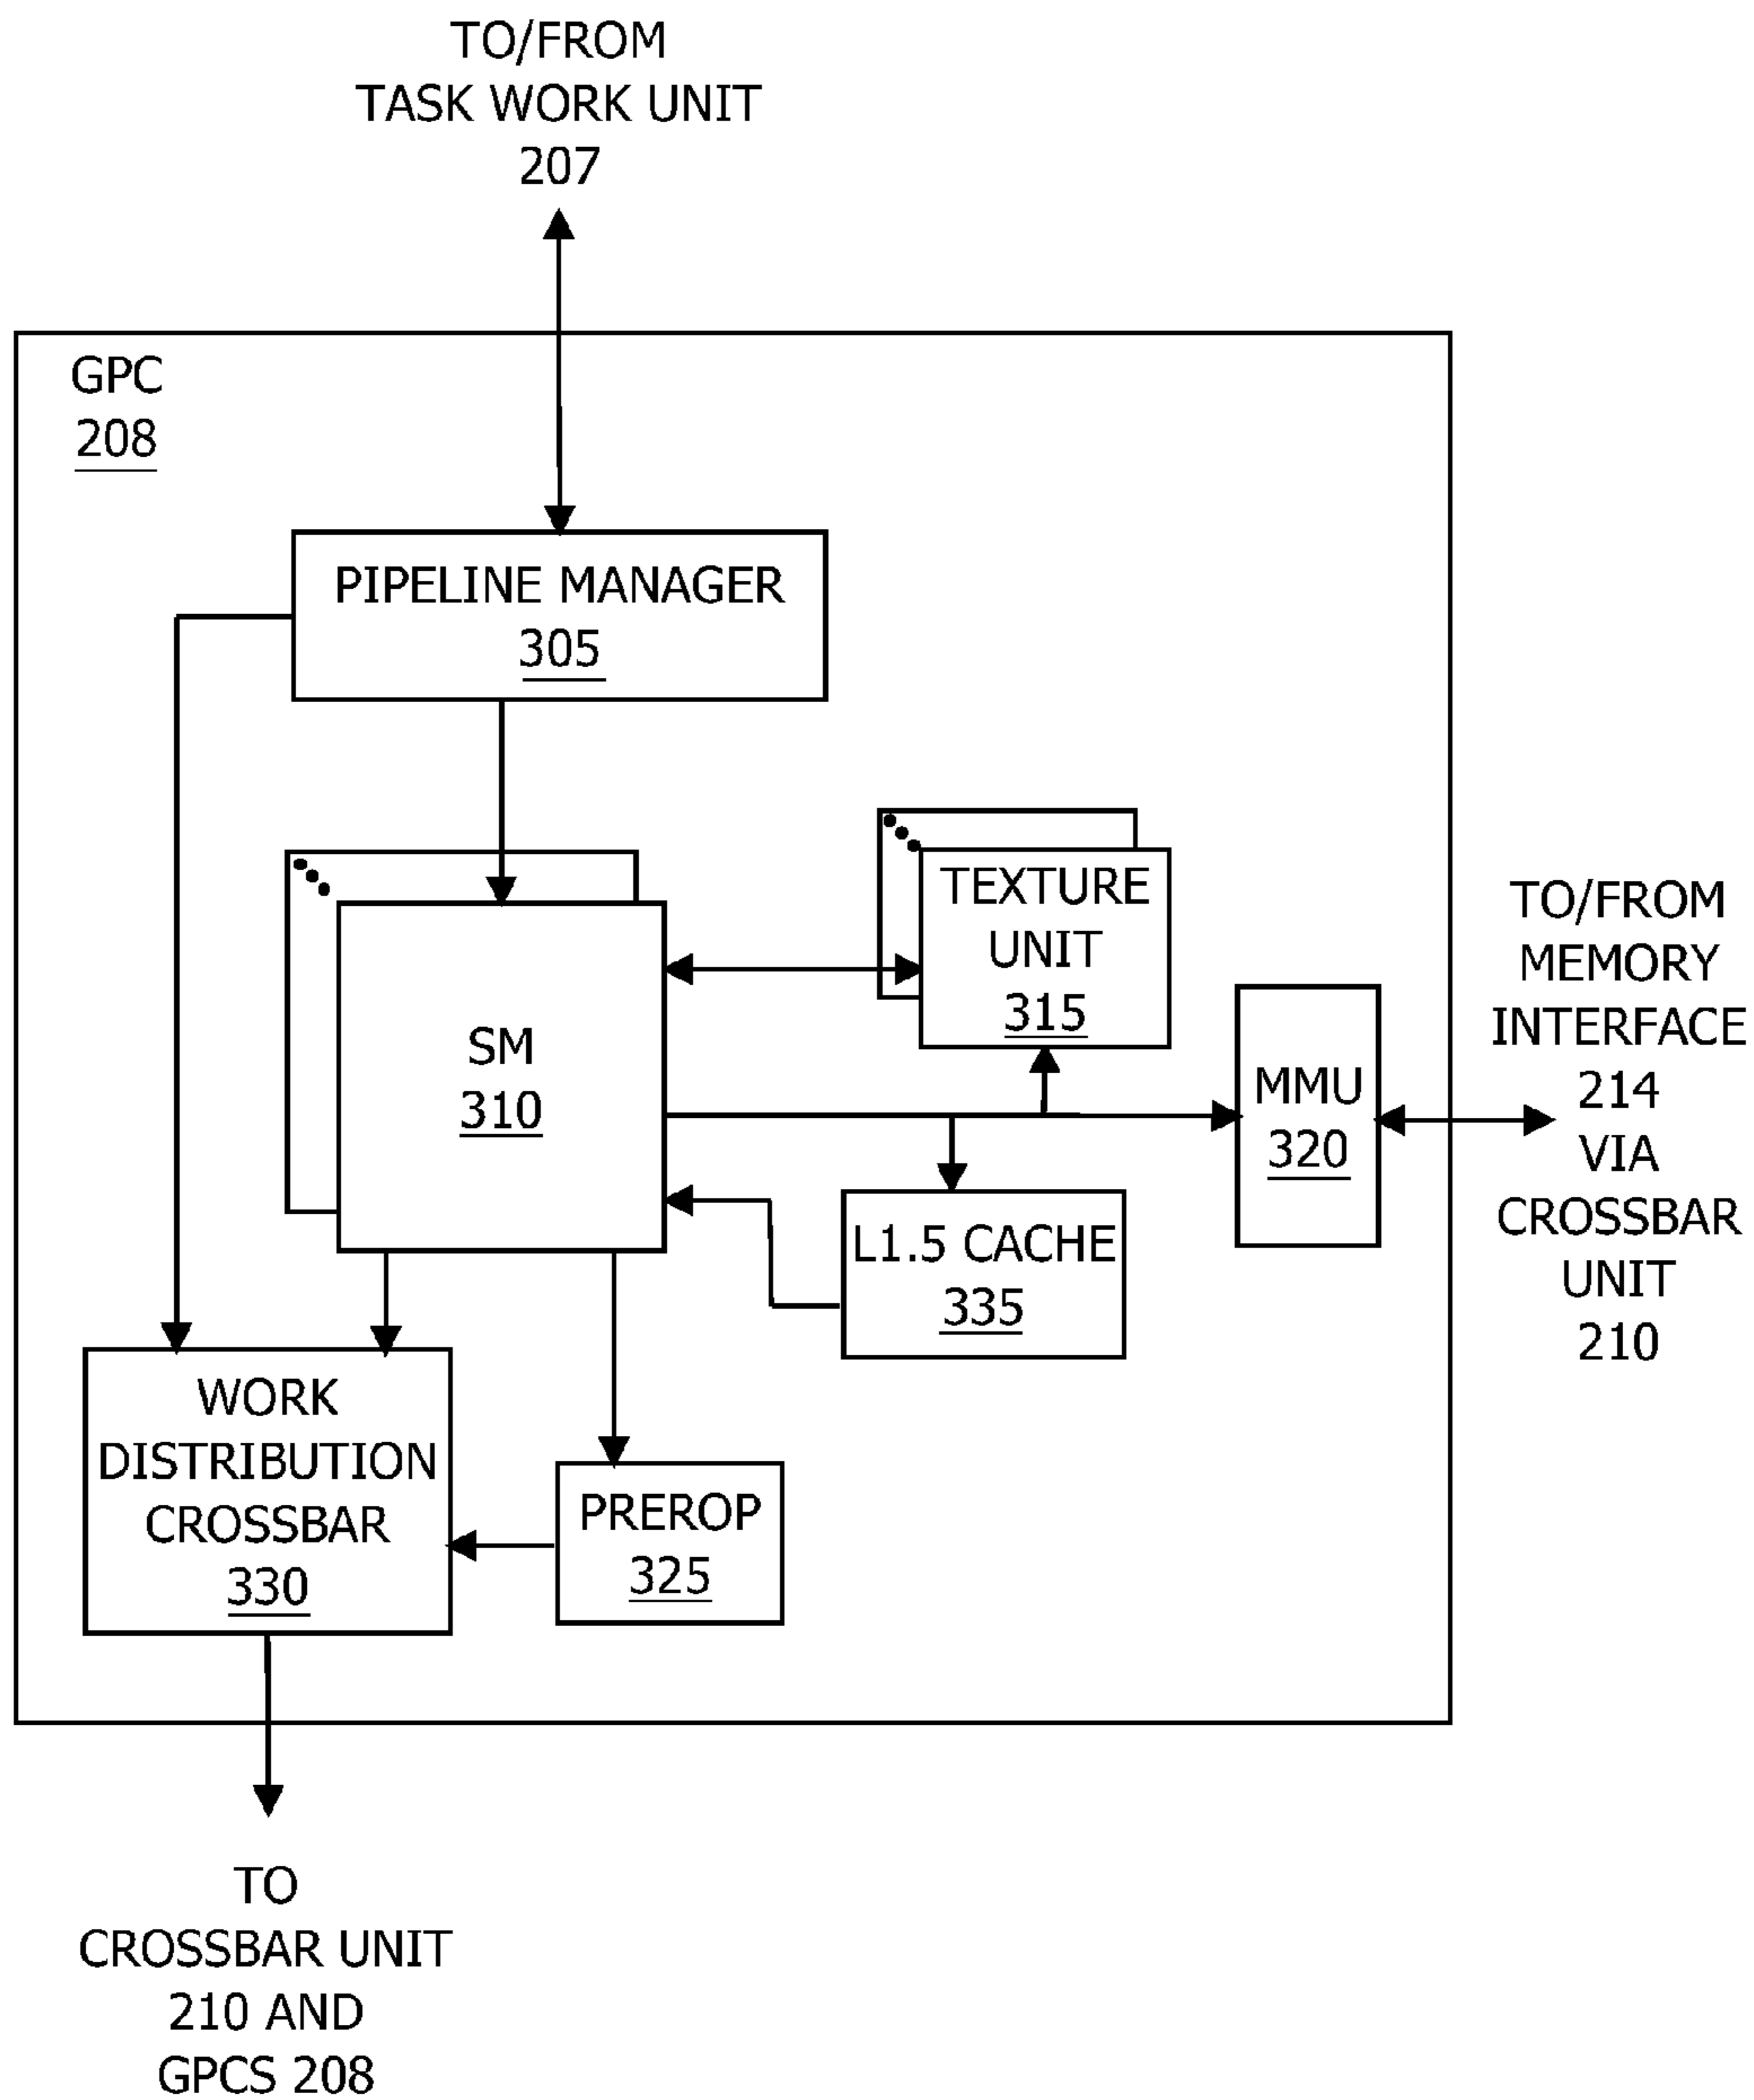 TO/FROM
TASK WORK UNIT
207
GPC
208
PIPELINE MANAGER
305
TEXTURE
UNIT
315
SM
310
MMU
320
TO/FROM
MEMORY
INTERFACE
214
VIA
CROSSBAR
UNIT
210
L1.5 CACHE
335
WORK
DISTRIBUTION
CROSSBAR
330
PREROP
325
TO
CROSSBAR UNIT
210 AND
GPCS 208